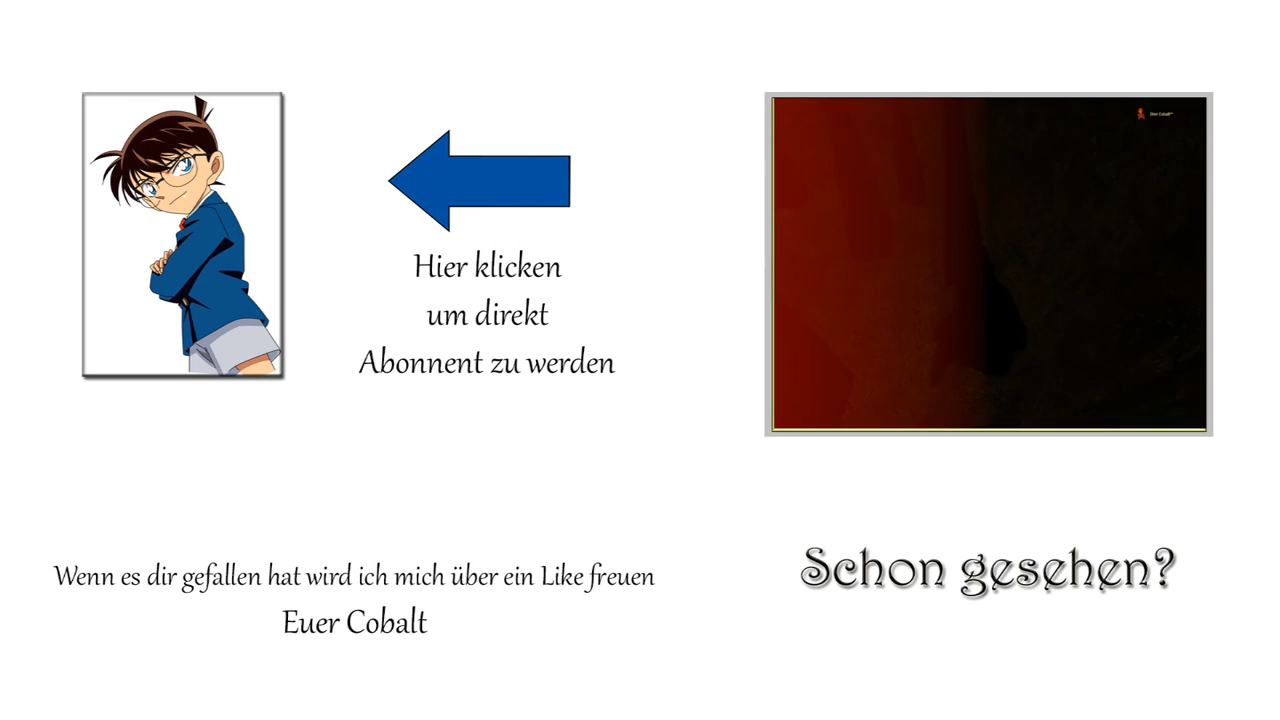 Hier klicken
um direkt
Abonnent zu werden
Wenn es dir gefallen hat wird ich mich über ein Like freuen
Euer Cobalt
Schon gesehen?